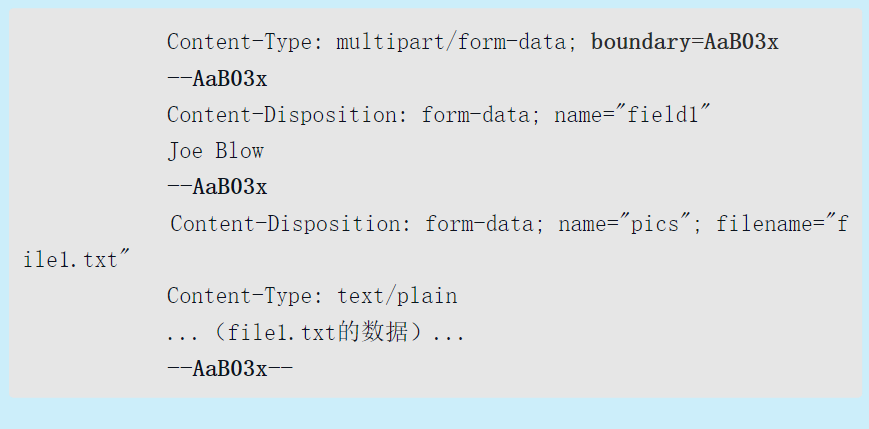 Content-Type: multipart/form-data; boundary=AaB03x
--AaB03x
Content-Disposition: form-data; name="field1"
Joe Blow
--AaB03x
Content-Disposition: form-data; name="pics"; filename="f
ile1.txt"
Content-Type: text/plain
...（file1.txt的数据）...
--AaB03x--